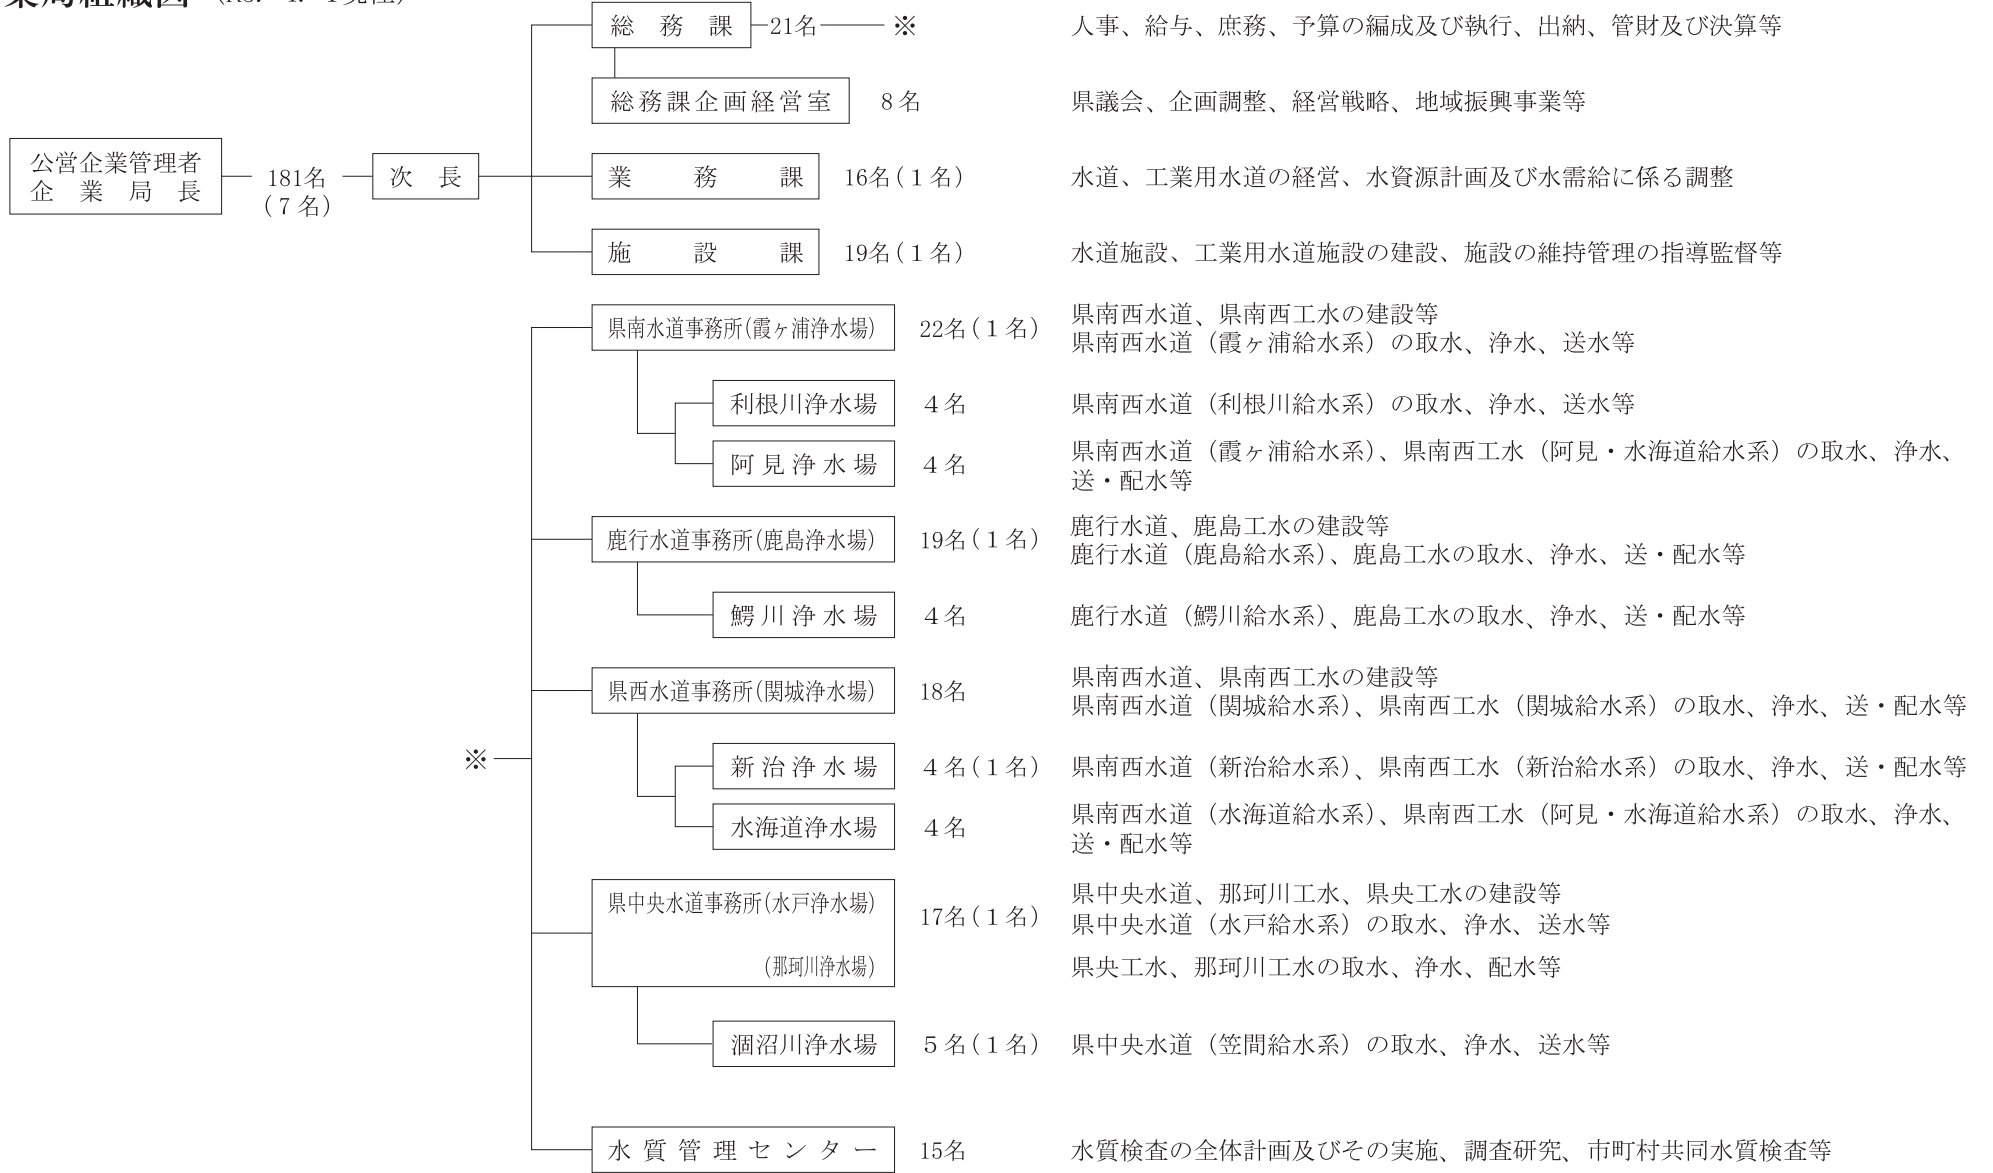 業局組織図
総務課 21名 ※ 人事、給与、庶務、予算の編成及び執行、出納、管財及び決算等
総務課企画経営室 8名 県議会、企画調整、経営戦略、地域振興事業等
公営企業管理者
企業局長
181名
(7名)
次長
業務課 16名(1名) 水道、工業用水道の経営、水資源計画及び水需給に係る調整
施設課 19名(1名) 水道施設、工業用水道施設の建設、施設の維持管理の指導監督等
※
県南水道事務所(霞ヶ浦浄水場) 22名(1名) 県南西水道、県南西工水の建設等
県南西水道(霞ヶ浦給水系)の取水、浄水、送水等
利根川浄水場 4名 県南西水道(利根川給水系)の取水、浄水、送水等
阿見浄水場 4名 県南西水道(霞ヶ浦給水系)、県南西工水(阿見・水海道給水系)の取水、浄水、
送・配水等
鹿行水道事務所(鹿島浄水場) 19名(1名) 鹿行水道、鹿島工水の建設等
鹿行水道(鹿島給水系)、鹿島工水の取水、浄水、送・配水等
鰐川浄水場 4名 鹿行水道(鰐川給水系)、鹿島工水の取水、浄水、送・配水等
県西水道事務所(関城浄水場) 18名 県南西水道、県南西工水の建設等
県南西水道(関城給水系)、県南西工水(関城給水系)の取水、浄水、送・配水等
新治浄水場 4名(1名) 県南西水道(新治給水系)、県南西工水(新治給水系)の取水、浄水、送・配水等
水海道浄水場 4名 県南西水道(水海道給水系)、県南西工水(阿見・水海道給水系)の取水、浄水、
送・配水等
県中央水道事務所(水戸浄水場) 17名(1名) 県中央水道、那珂川工水、県央工水の建設等
県中央水道(水戸給水系)の取水、浄水、送水等
(那珂川浄水場) 県央工水、那珂川工水の取水、浄水、配水等
涸沼川浄水場 5名(1名) 県中央水道(笠間給水系)の取水、浄水、送水等
水質管理センター 15名 水質検査の全体計画及びその実施、調査研究、市町村共同水質検査等